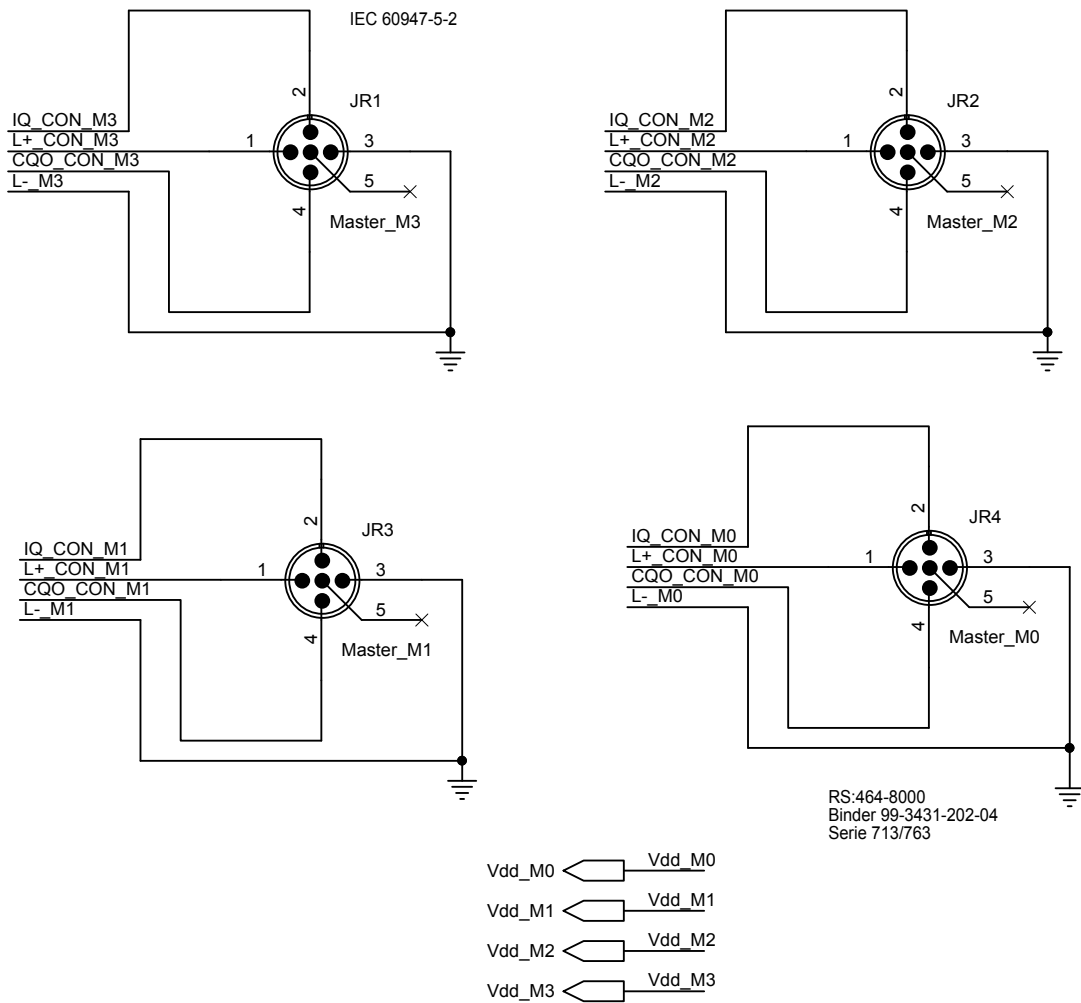 IEC 60947-5-2
2
JR1
IQ_CON_M3
L+_CON_M3
1
3
CQO_CON_M3
L-_M3
5
4
Master_M3
2
JR2
IQ_CON_M2
L+_CON_M2
1
3
CQO_CON_M2
L-_M2
5
4
Master_M2
2
JR3
IQ_CON_M1
L+_CON_M1
1
3
CQO_CON_M1
L-_M1
5
4
Master_M1
2
JR4
IQ_CON_M0
L+_CON_M0
1
3
CQO_CON_M0
L-_M0
5
4
Master_M0
RS:464-8000
Binder 99-3431-202-04
Serie 713/763
Vdd_M0 Vdd_M0
Vdd_M1 Vdd_M1
Vdd_M2 Vdd_M2
Vdd_M3 Vdd_M3